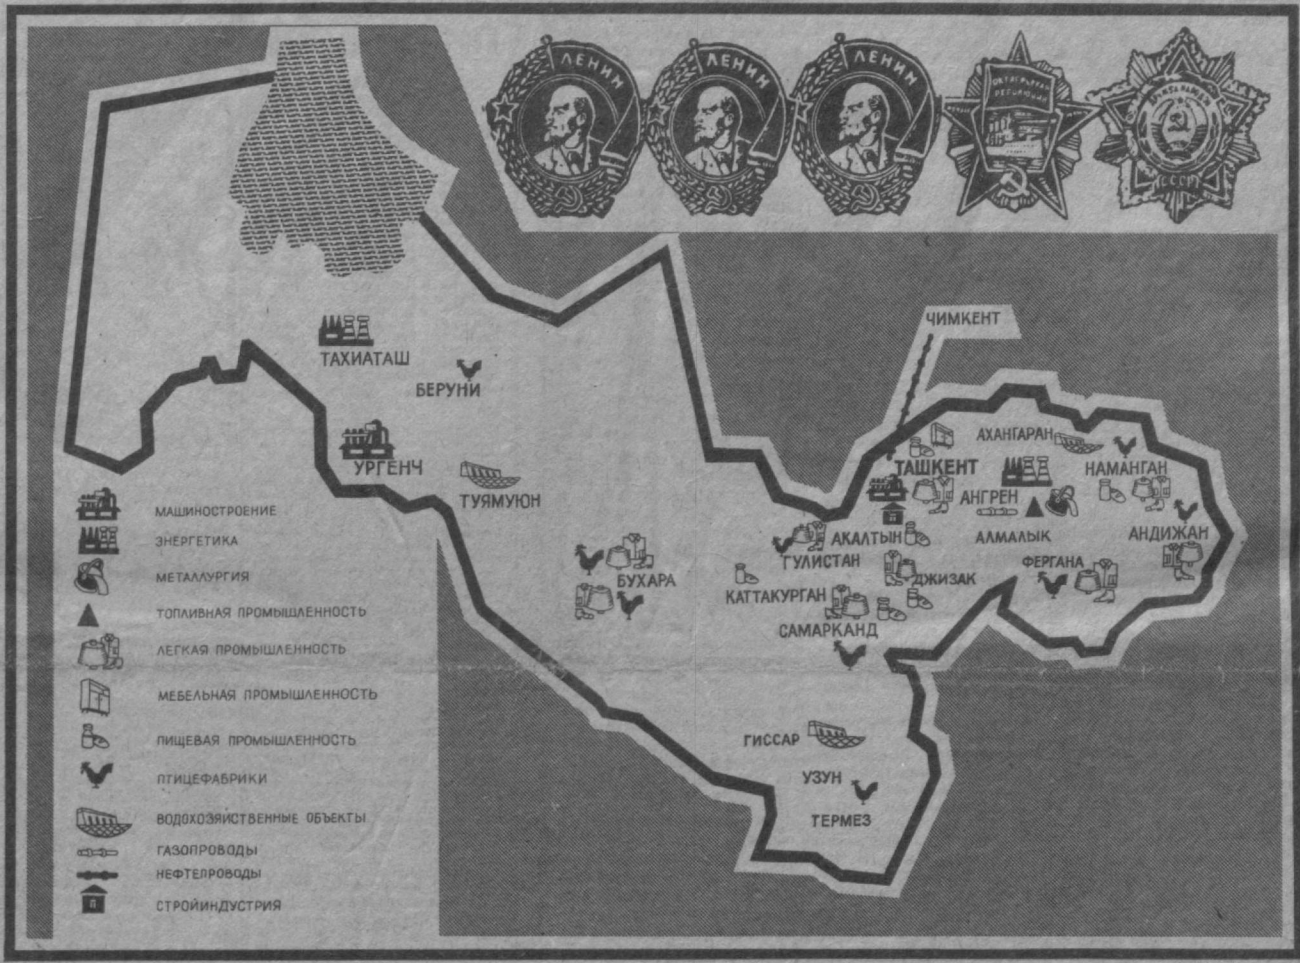 ЛЕНИН
ЛЕНИН
ЛЕНИН
СССР
ЧИМКЕНТ
ТАХИАТАШ
БЕРУНИ
УРГЕНЧ
ТУЯМУЮН
АХАНГАРАН
ТАШКЕНТ
НАМАНГАН
АНГРЕН
АКАЛТЫН
АЛМАЛЫК
АНДИЖАН
ГУЛИСТАН
ФЕРГАНА
БУХАРА
ДЖИЗАК
КАТТАКУРГАН
САМАРКАНД
ГИССАР
УЗУН
ТЕРМЕЗ
МАШИНОСТРОЕНИЕ
ЭНЕРГЕТИКА
МЕТАЛЛУРГИЯ
ТОПЛИВНАЯ ПРОМЫШЛЕННОСТЬ
ЛЕГКАЯ ПРОМЫШЛЕННОСТЬ
МЕБЕЛЬНАЯ ПРОМЫШЛЕННОСТЬ
ПИЩЕВАЯ ПРОМЫШЛЕННОСТЬ
ПТИЦЕФАБРИКИ
ВОДОХОЗЯЙСТВЕННЫЕ ОБЪЕКТЫ
ГАЗОПРОВОДЫ
НЕФТЕПРОВОДЫ
СТРОЙИНДУСТРИЯ